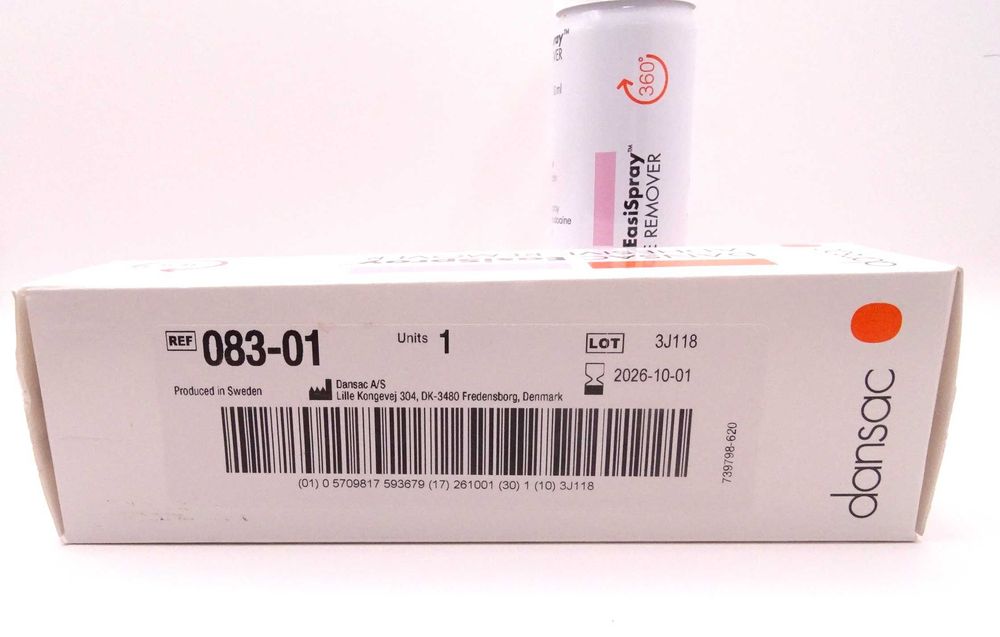 360°
EasiSpray™
REMOVER
EasiSpray
REF 083-01
Units 1
LOT 3J118
2026-10-01
Produced in Sweden
Dansac A/S
Lille Kongevej 304, DK-3480 Fredensborg, Denmark
(01) 0 5709817 593679 (17) 261001 (30) 1 (10) 3J118
739798-620
dansac